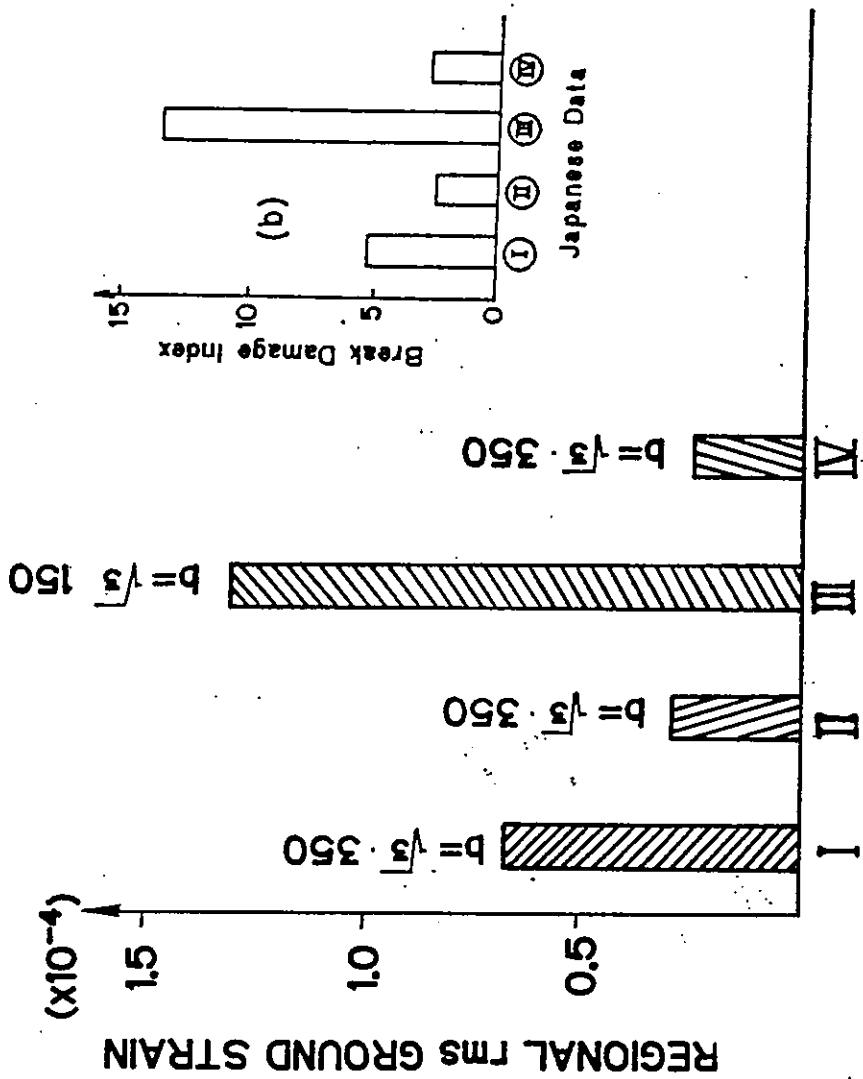 REGIONAL rms GROUND STRAIN
(x10⁻⁴)
1.5
1.0
0.5
b=√3 · 350
b=√3 · 350
b=√3 150
b=√3 · 350
I
II
III
IV
(b)
Break Damage Index
15
10
5
0
I
II
III
IV
Japanese Data